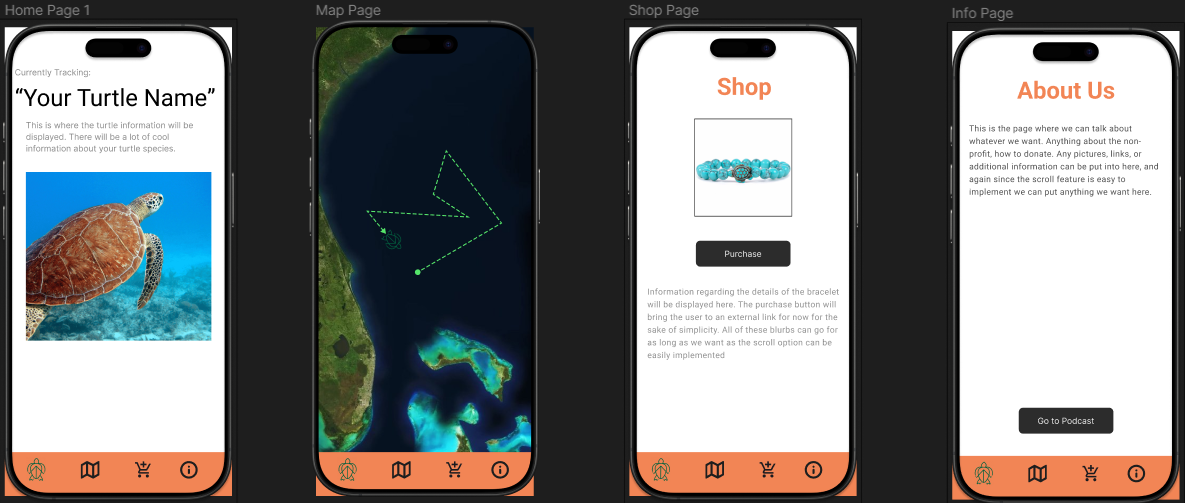 Home Page 1
Currently Tracking:
“Your Turtle Name”
This is where the turtle information will be
displayed. There will be a lot of cool
information about your turtle species.
Map Page
Shop Page
Shop
Purchase
Information regarding the details of the bracelet
will be displayed here. The purchase button will
bring the user to an external link for now for the
sake of simplicity. All of these blurbs can go for
as long as we want as the scroll option can be
easily implemented
Info Page
About Us
This is the page where we can talk about
whatever we want. Anything about the non-
profit, how to donate. Any pictures, links, or
additional information can be put into here, and
again since the scroll feature is easy to
implement we can put anything we want here.
Go to Podcast